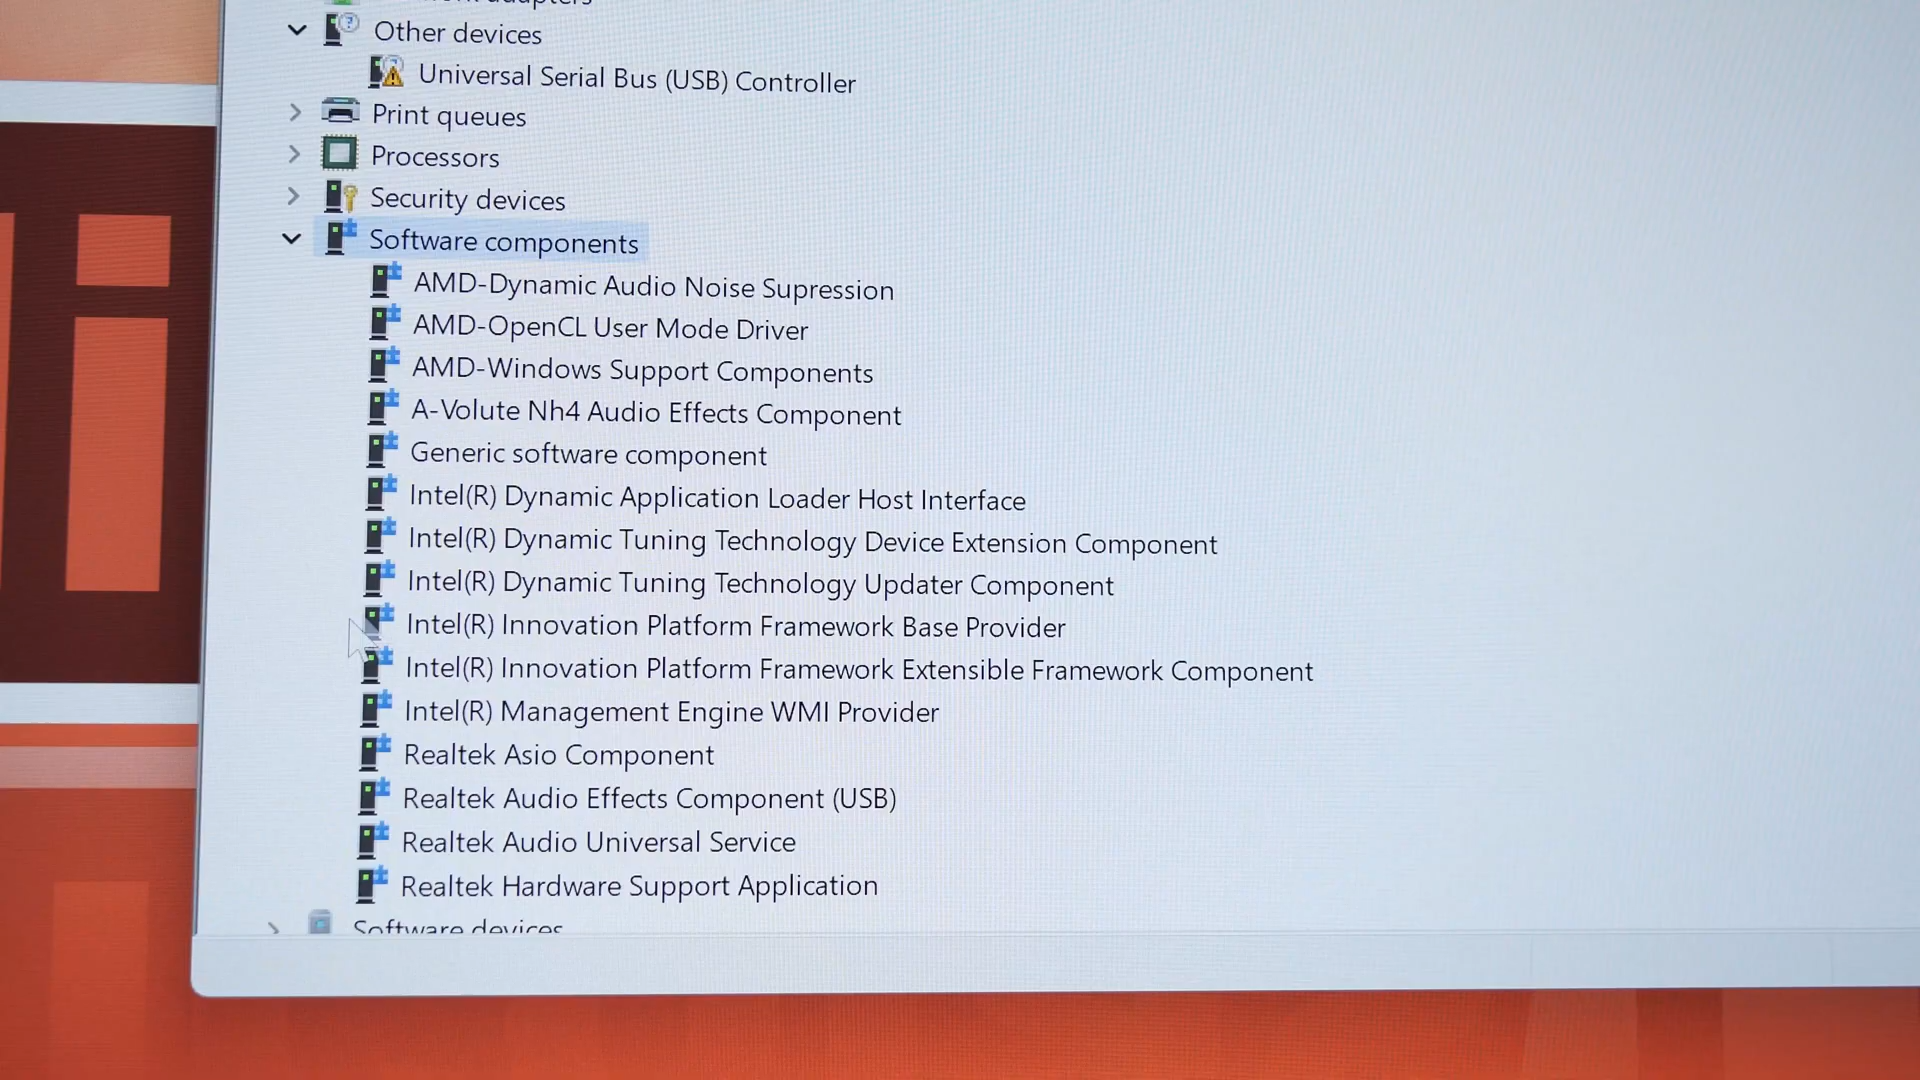 Other devices
Universal Serial Bus (USB) Controller
Print queues
Processors
Security devices
Software components
AMD-Dynamic Audio Noise Supression
AMD-OpenCL User Mode Driver
AMD-Windows Support Components
A-Volute Nh4 Audio Effects Component
Generic software component
Intel(R) Dynamic Application Loader Host Interface
Intel(R) Dynamic Tuning Technology Device Extension Component
Intel(R) Dynamic Tuning Technology Updater Component
Intel(R) Innovation Platform Framework Base Provider
Intel(R) Innovation Platform Framework Extensible Framework Component
Intel(R) Management Engine WMI Provider
Realtek Asio Component
Realtek Audio Effects Component (USB)
Realtek Audio Universal Service
Realtek Hardware Support Application
Software devices